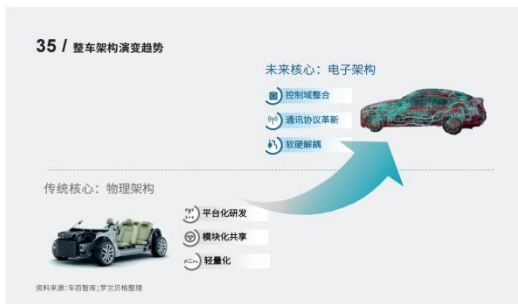 35 / 整车架构演变趋势
未来核心：电子架构
控制域整合
通讯协议革新
软硬解耦
传统核心：物理架构
平台化研发
模块化共享
轻量化
资料来源：车百智库；罗兰贝格整理